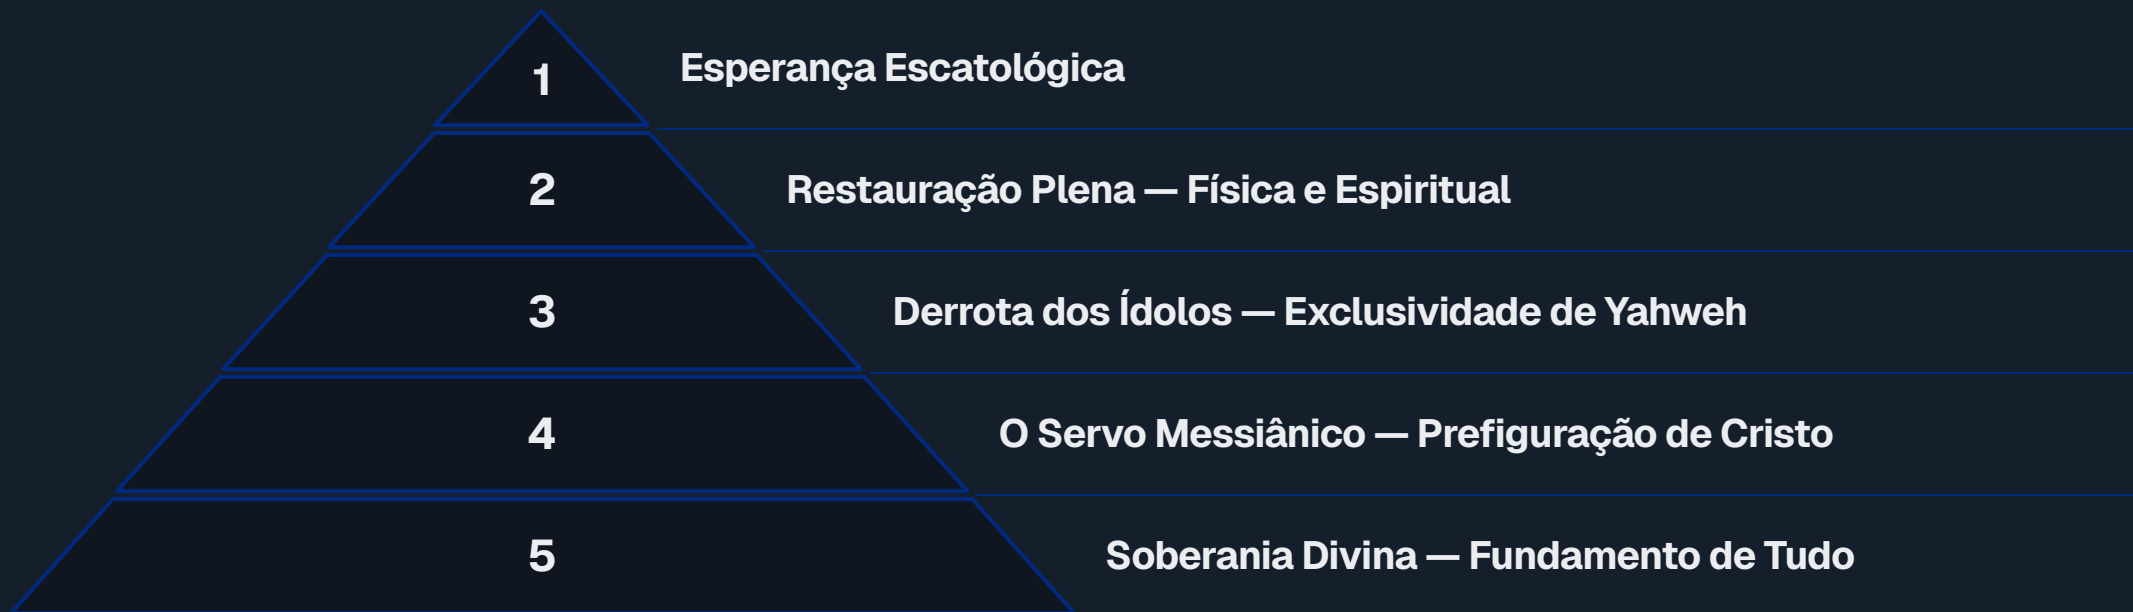 1
Esperança Escatológica
2
Restauração Plena — Física e Espiritual
3
Derrota dos Ídolos — Exclusividade de Yahweh
4
O Servo Messiânico — Prefiguração de Cristo
5
Soberania Divina — Fundamento de Tudo